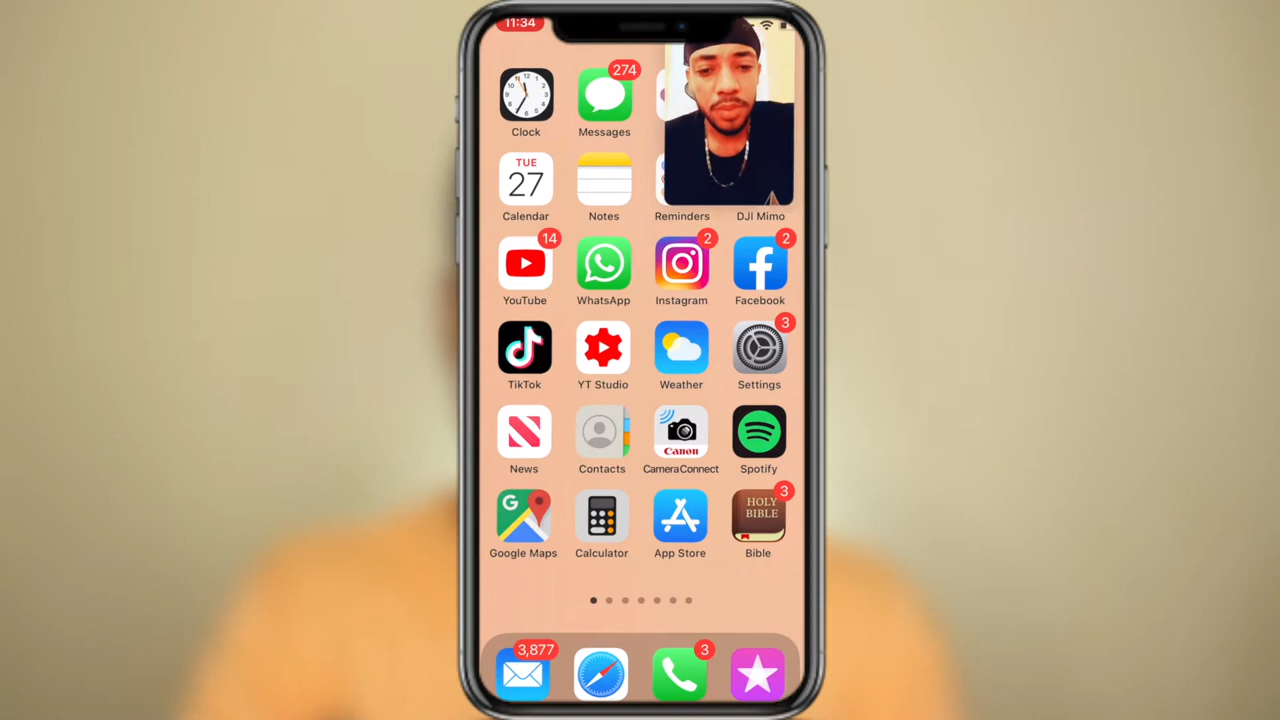 11:34
274
Clock
Messages
TUE
27
Calendar
Notes
Reminders
DJI Mimo
14
2
2
YouTube
WhatsApp
Instagram
Facebook
3
TikTok
YT Studio
Weather
Settings
Canon
News
Contacts
CameraConnect
Spotify
G
HOLY
BIBLE
3
Google Maps
Calculator
App Store
Bible
3,877
3